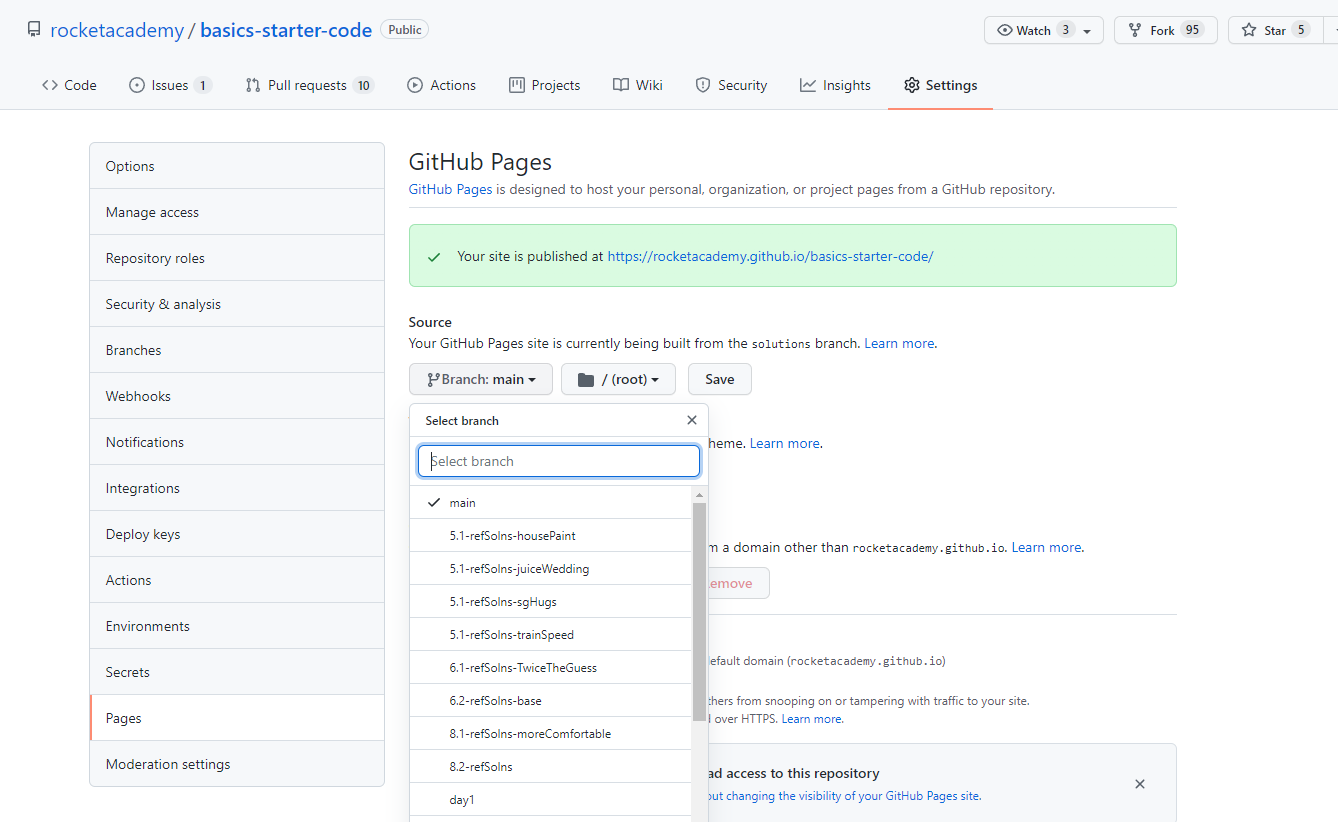 rocketacademy / basics-starter-code Public
Watch 3 Fork 95 Star 5
Code Issues 1 Pull requests 10 Actions Projects Wiki Security Insights Settings
Options
Manage access
Repository roles
Security & analysis
Branches
Webhooks
Notifications
Integrations
Deploy keys
Actions
Environments
Secrets
Pages
Moderation settings
GitHub Pages
GitHub Pages is designed to host your personal, organization, or project pages from a GitHub repository.
Your site is published at https://rocketacademy.github.io/basics-starter-code/
Source
Your GitHub Pages site is currently being built from the solutions branch. Learn more.
Branch: main / (root) Save
Select branch
Select branch
main
5.1-refSolns-housePaint
5.1-refSolns-juiceWedding
5.1-refSolns-sgHugs
5.1-refSolns-trainSpeed
6.1-refSolns-TwiceTheGuess
6.2-refSolns-base
8.1-refSolns-moreComfortable
8.2-refSolns
day1
heme. Learn more.
m a domain other than rocketacademy.github.io. Learn more.
emove
efault domain (rocketacademy.github.io)
hers from snooping on or tampering with traffic to your site.
over HTTPS. Learn more.
ad access to this repository
out changing the visibility of your GitHub Pages site.